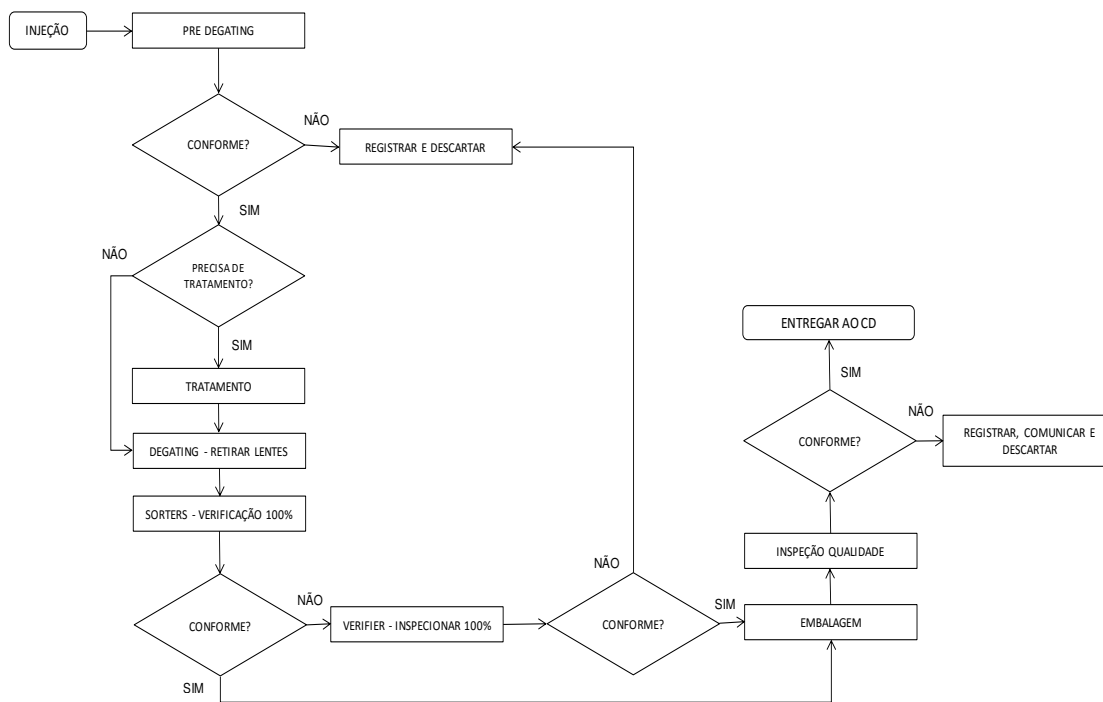 INJEÇÃO
PRE DEGATING
CONFORME?
NÃO
REGISTRAR E DESCARTAR
SIM
NÃO
PRECISA DE
TRATAMENTO?
SIM
TRATAMENTO
DEGATING - RETIRAR LENTES
SORTERS - VERIFICAÇÃO 100%
CONFORME?
NÃO
SIM
VERIFIER - INSPECIONAR 100%
NÃO
CONFORME?
SIM
EMBALAGEM
INSPEÇÃO QUALIDADE
CONFORME?
NÃO
REGISTRAR, COMUNICAR E
DESCARTAR
SIM
ENTREGAR AO CD